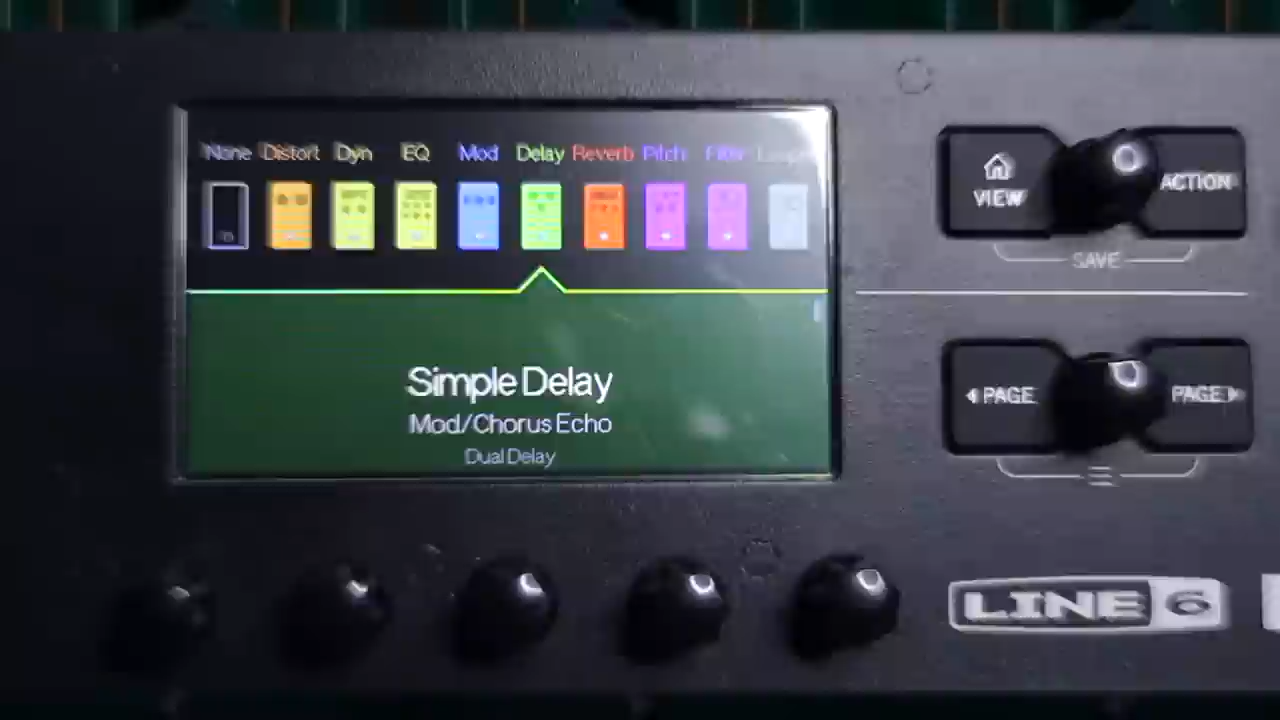 None Distort Dyn EQ Mod Delay Reverb Pitch Filter
Simple Delay
Mod/Chorus Echo
Dual Delay
VIEW
ACTION
SAVE
PAGE
PAGE
LINE 6